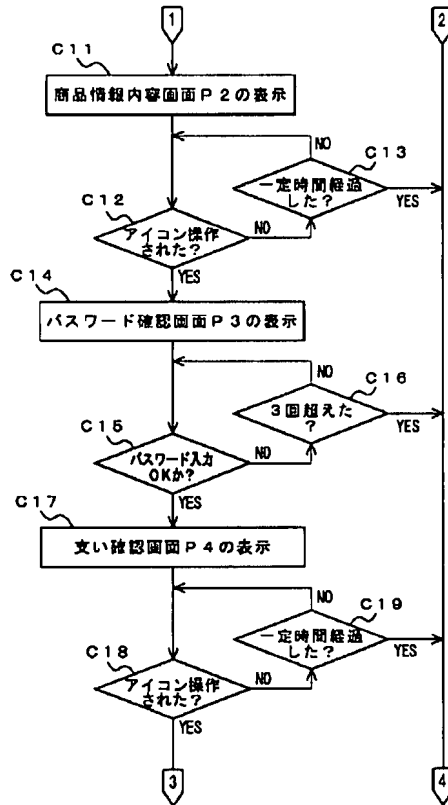 1
2
C11
商品情報内容画面P2の表示
NO
C13
一定時間経過
した?
YES
C12
アイコン操作
された?
NO
YES
C14
パスワード確認画面P3の表示
NO
C16
3回超えた
?
YES
C15
パスワード入力
OKか?
NO
YES
C17
支い確認画面P4の表示
NO
C19
一定時間経過
した?
YES
C18
アイコン操作
された?
NO
YES
3
4